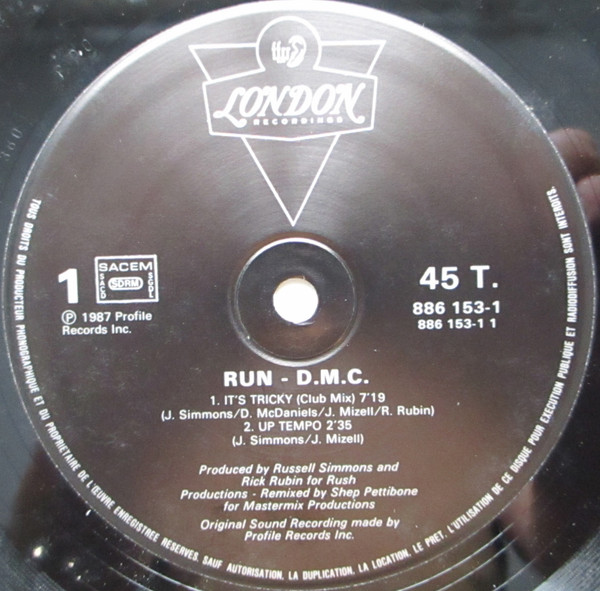 LONDON
RECORDINGS
1
SACEM
SACD
SDRM
SGDL
℗ 1987 Profile
Records Inc.
45 T.
886 153-1
886 153-1 1
RUN - D.M.C.
1. IT'S TRICKY (Club Mix) 7'19
(J. Simmons/D. McDaniels/J. Mizell/R. Rubin)
2. UP TEMPO 2'35
(J. Simmons/J. Mizell)
Produced by Russell Simmons and
Rick Rubin for Rush
Productions - Remixed by Shep Pettibone
for Mastermix Productions
Original Sound Recording made by
Profile Records Inc.
TOUS DROITS DU PRODUCTEUR PHONOGRAPHIQUE ET DU PROPRIETAIRE DE L'ŒUVRE ENREGISTREE RESERVES. SAUF AUTORISATION, LA DUPLICATION, LA LOCATION, LE PRET, L'UTILISATION DE CE DISQUE POUR EXECUTION PUBLIQUE ET RADIODIFFUSION SONT INTERDITS.
360